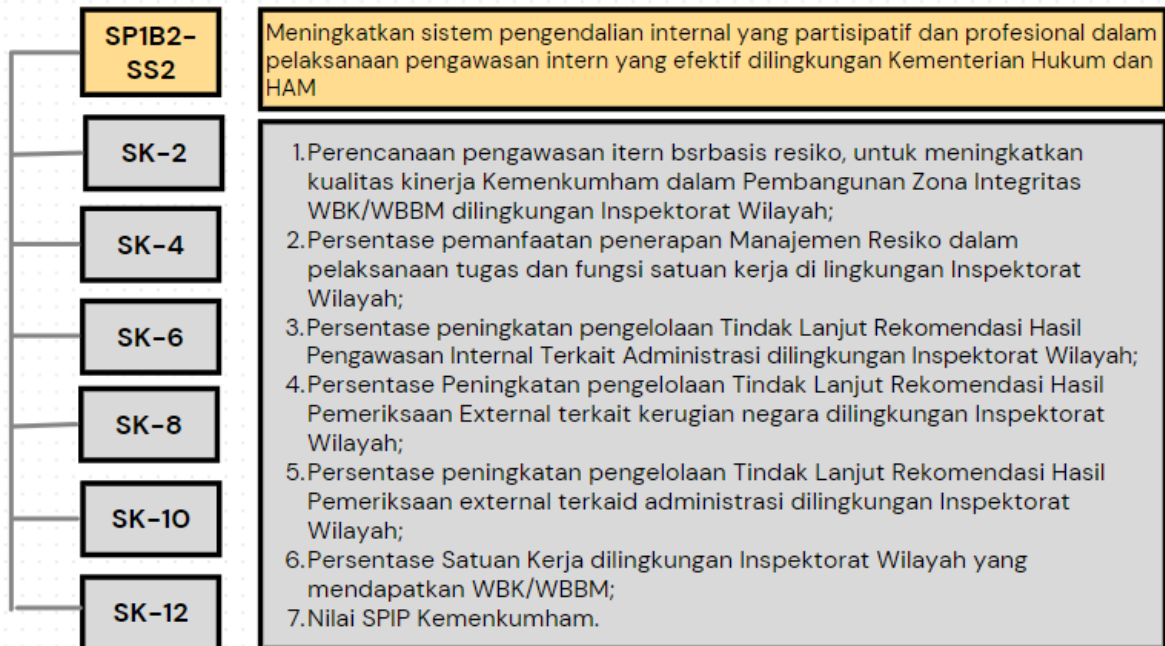 SP1B2-
SS2
Meningkatkan sistem pengendalian internal yang partisipatif dan profesional dalam
pelaksanaan pengawasan intern yang efektif dilingkungan Kementerian Hukum dan
HAM
SK-2
SK-4
SK-6
SK-8
SK-10
SK-12
1.Perencanaan pengawasan itern bsrbasis resiko, untuk meningkatkan
kualitas kinerja Kemenkumham dalam Pembangunan Zona Integritas
WBK/WBBM dilingkungan Inspektorat Wilayah;
2.Persentase pemanfaatan penerapan Manajemen Resiko dalam
pelaksanaan tugas dan fungsi satuan kerja di lingkungan Inspektorat
Wilayah;
3.Persentase peningkatan pengelolaan Tindak Lanjut Rekomendasi Hasil
Pengawasan Internal Terkait Administrasi dilingkungan Inspektorat Wilayah;
4.Persentase Peningkatan pengelolaan Tindak Lanjut Rekomendasi Hasil
Pemeriksaan External terkait kerugian negara dilingkungan Inspektorat
Wilayah;
5.Persentase peningkatan pengelolaan Tindak Lanjut Rekomendasi Hasil
Pemeriksaan external terkaid administrasi dilingkungan Inspektorat
Wilayah;
6.Persentase Satuan Kerja dilingkungan Inspektorat Wilayah yang
mendapatkan WBK/WBBM;
7.Nilai SPIP Kemenkumham.